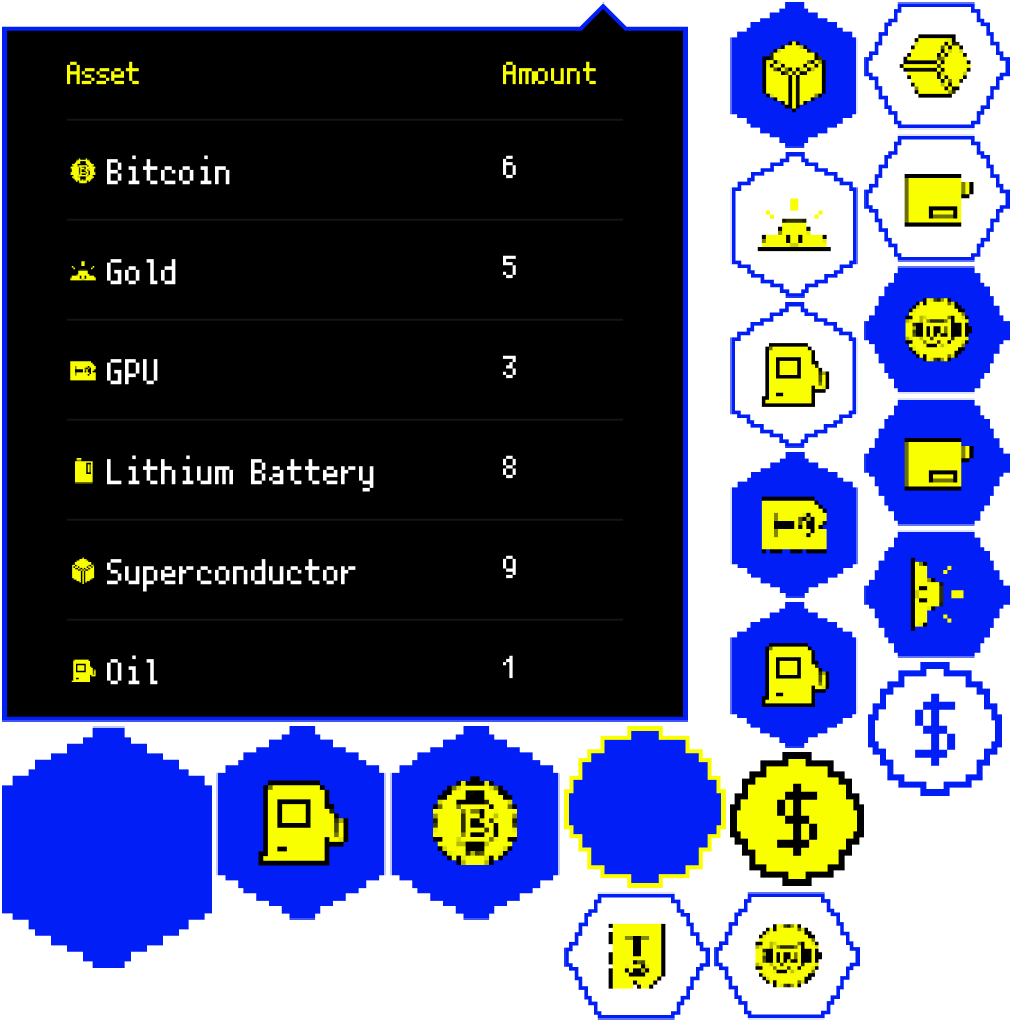 Asset Amount
Bitcoin 6
Gold 5
GPU 3
Lithium Battery 8
Superconductor 9
Oil 1
$
$